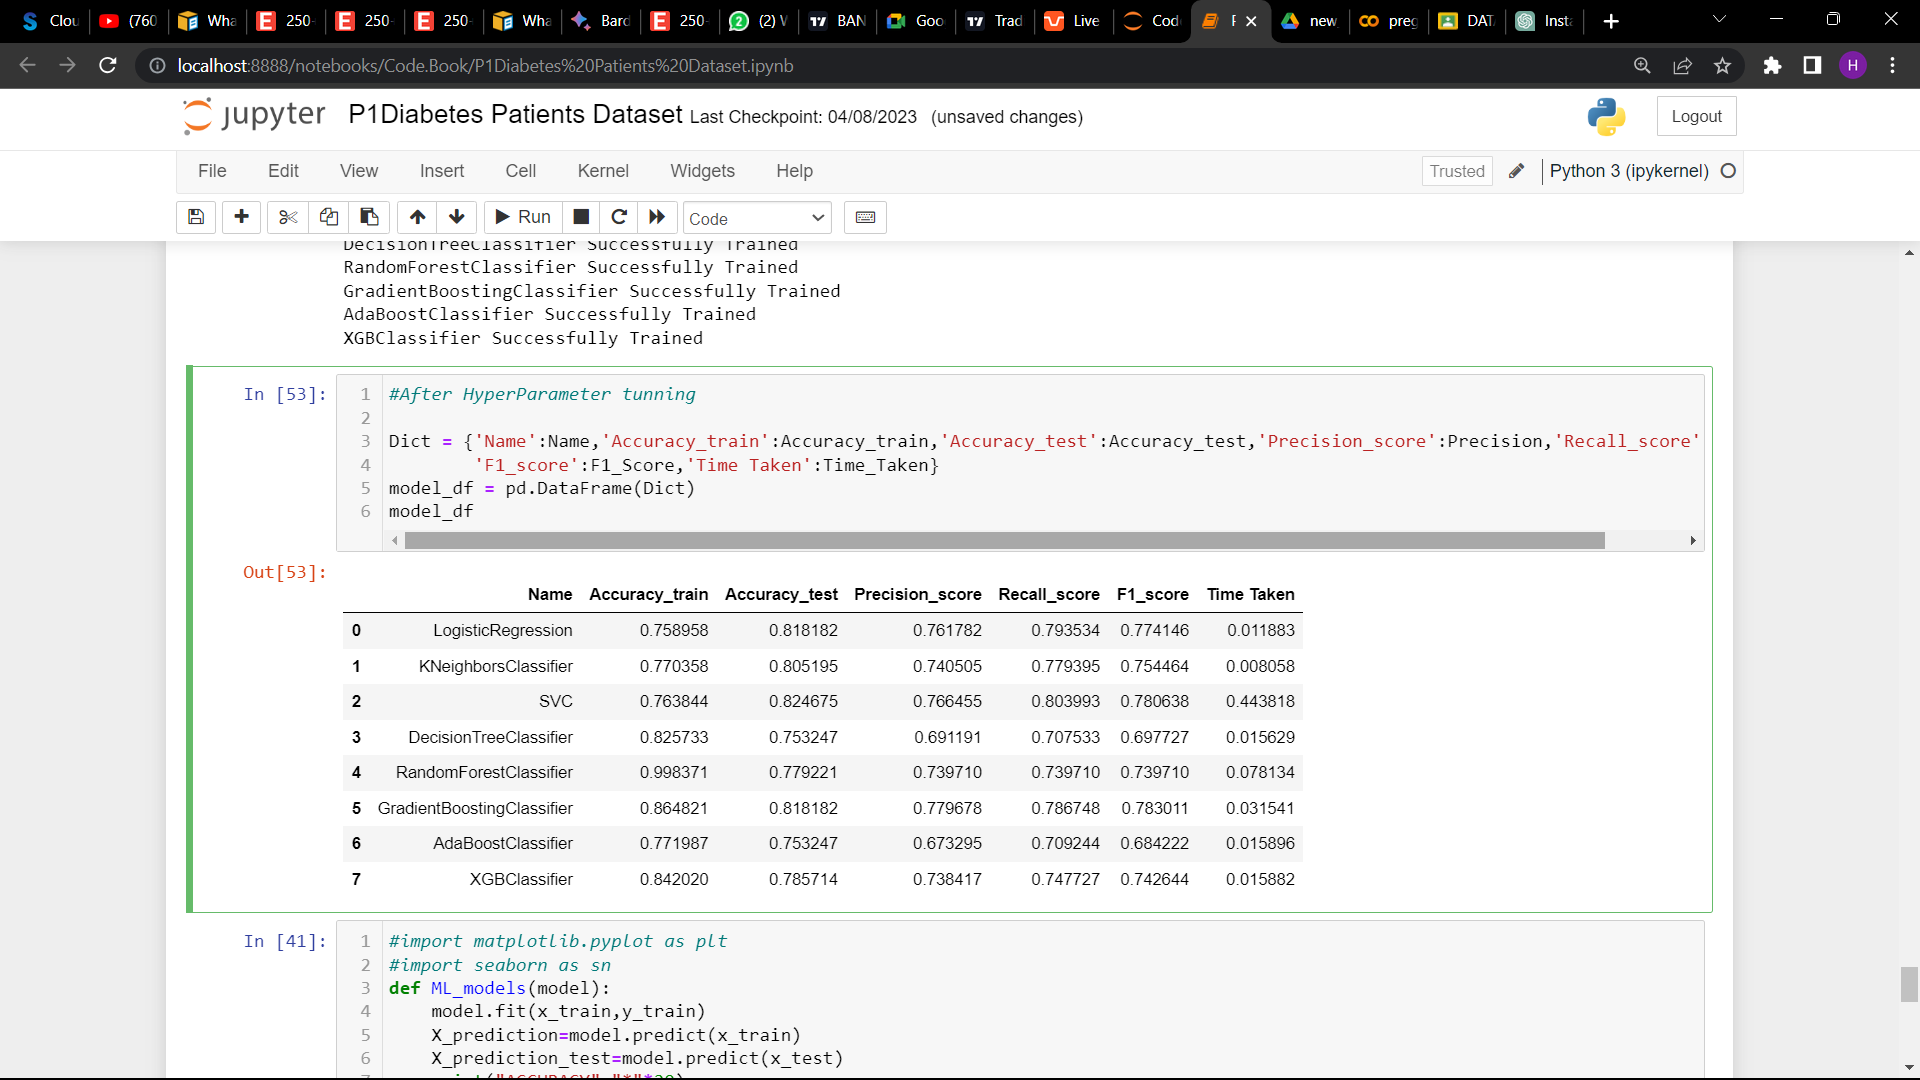 Clou (760 Wha 250- 250- 250- Wha Bard 250- (2) W BAN Goo Trad Live Cod P new preg DAT Insta
localhost:8888/notebooks/Code.Book/P1Diabetes%20Patients%20Dataset.ipynb H
jupyter P1Diabetes Patients Dataset Last Checkpoint: 04/08/2023 (unsaved changes) Logout
File Edit View Insert Cell Kernel Widgets Help Trusted Python 3 (ipykernel)
Run Code
DecisionTreeClassifier Successfully Trained
RandomForestClassifier Successfully Trained
GradientBoostingClassifier Successfully Trained
AdaBoostClassifier Successfully Trained
XGBClassifier Successfully Trained
In [53]: 1 #After HyperParameter tunning
2
3 Dict = {'Name':Name,'Accuracy_train':Accuracy_train,'Accuracy_test':Accuracy_test,'Precision_score':Precision,'Recall_score'
4 'F1_score':F1_Score,'Time Taken':Time_Taken}
5 model_df = pd.DataFrame(Dict)
6 model_df
Out[53]:
Name Accuracy_train Accuracy_test Precision_score Recall_score F1_score Time Taken
0 LogisticRegression 0.758958 0.818182 0.761782 0.793534 0.774146 0.011883
1 KNeighborsClassifier 0.770358 0.805195 0.740505 0.779395 0.754464 0.008058
2 SVC 0.763844 0.824675 0.766455 0.803993 0.780638 0.443818
3 DecisionTreeClassifier 0.825733 0.753247 0.691191 0.707533 0.697727 0.015629
4 RandomForestClassifier 0.998371 0.779221 0.739710 0.739710 0.739710 0.078134
5 GradientBoostingClassifier 0.864821 0.818182 0.779678 0.786748 0.783011 0.031541
6 AdaBoostClassifier 0.771987 0.753247 0.673295 0.709244 0.684222 0.015896
7 XGBClassifier 0.842020 0.785714 0.738417 0.747727 0.742644 0.015882
In [41]: 1 #import matplotlib.pyplot as plt
2 #import seaborn as sn
3 def ML_models(model):
4 model.fit(x_train,y_train)
5 X_prediction=model.predict(x_train)
6 X_prediction_test=model.predict(x_test)